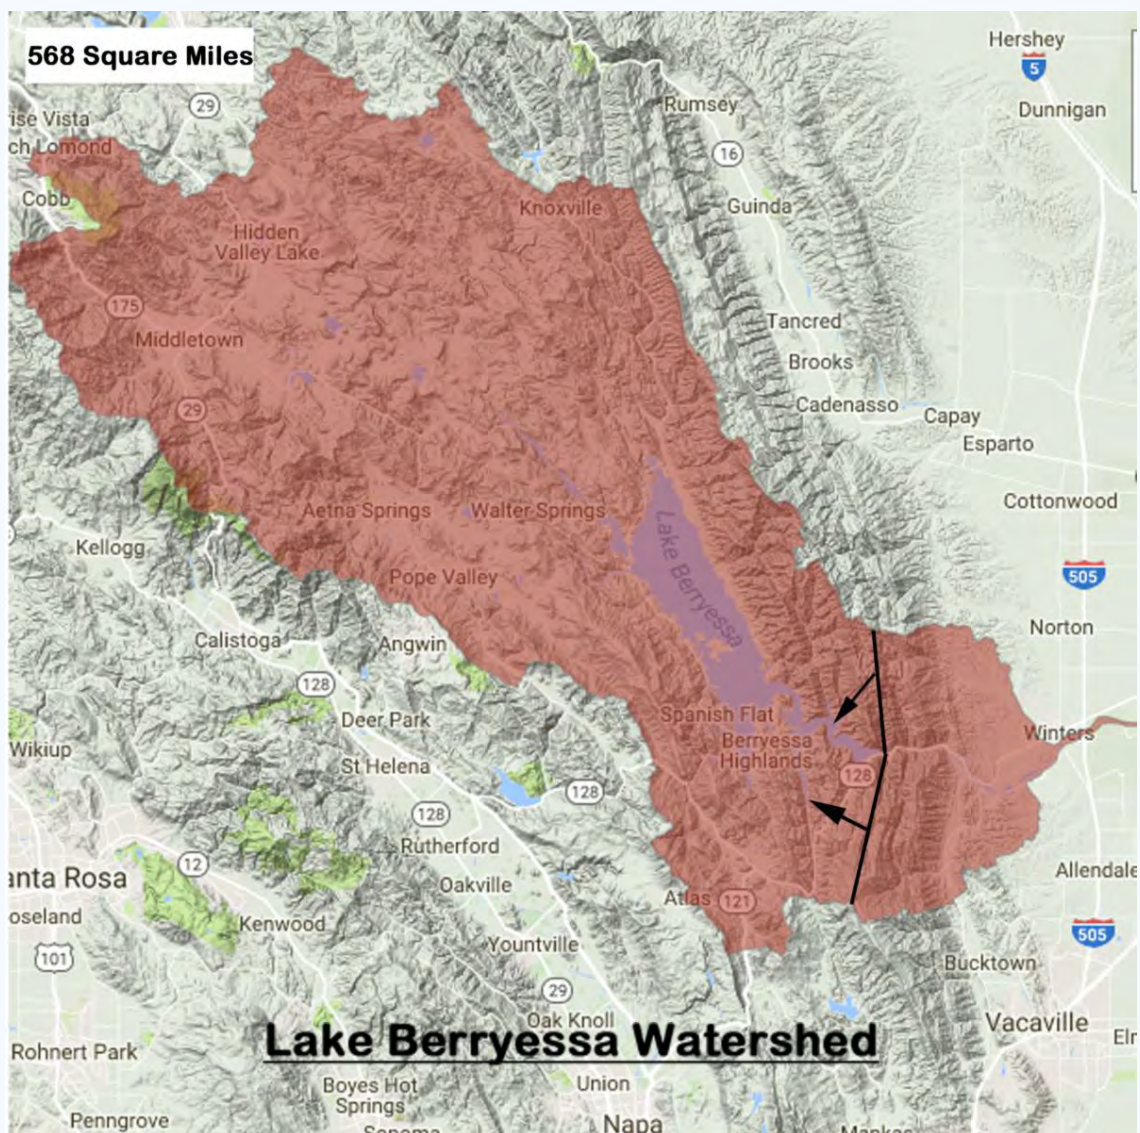 568 Square Miles
Hershey
5
Dunnigan
29
Rumsey
rise Vista
ch Lomond
16
Cobb
Knoxville
Guinda
Hidden
Valley Lake
175
Tancred
Middletown
Brooks
29
Cadenasso
Capay
Esparto
Aetna Springs
Walter Springs
Cottonwood
Lake Berryessa
Kellogg
Pope Valley
505
Calistoga
Angwin
Norton
128
Deer Park
Spanish Flat
Winters
Wikiup
Berryessa
Highlands
St Helena
128
128
128
Rutherford
12
anta Rosa
Oakville
Allendale
Atlas
121
oseland
Kenwood
Yountville
505
101
Bucktown
29
Oak Knoll
Vacaville
Lake Berryessa Watershed
Rohnert Park
Boyes Hot
Springs
Union
Penngrove
Napa